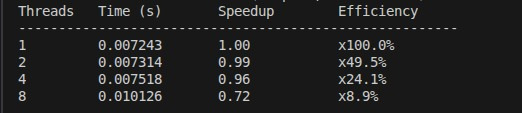 Threads   Time (s)       Speedup        Efficiency
-------------------------------------------------------
1         0.007243       1.00           x100.0%
2         0.007314       0.99           x49.5%
4         0.007518       0.96           x24.1%
8         0.010126       0.72           x8.9%